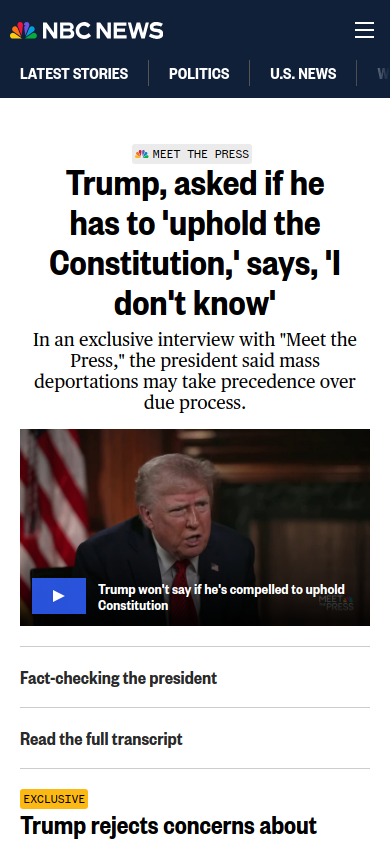 NBC NEWS
LATEST STORIES
POLITICS
U.S. NEWS
MEET THE PRESS
Trump, asked if he
has to 'uphold the
Constitution,' says, 'I
don't know'
In an exclusive interview with "Meet the
Press," the president said mass
deportations may take precedence over
due process.
Trump won't say if he's compelled to uphold
Constitution
MEET THE
PRESS
Fact-checking the president
Read the full transcript
EXCLUSIVE
Trump rejects concerns about